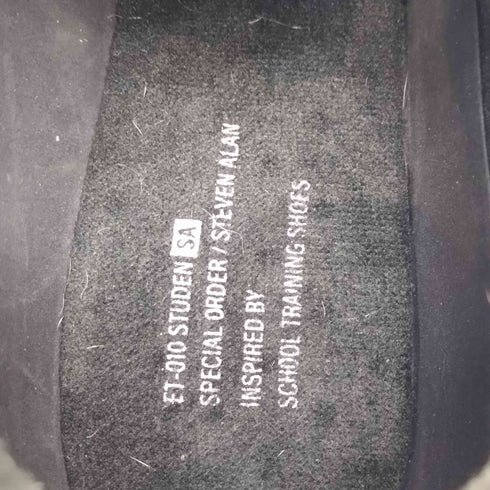 ET-010 STUDEN SA
SPECIAL ORDER / STEVEN ALAN
INSPIRED BY
SCHOOL TRAINING SHOES